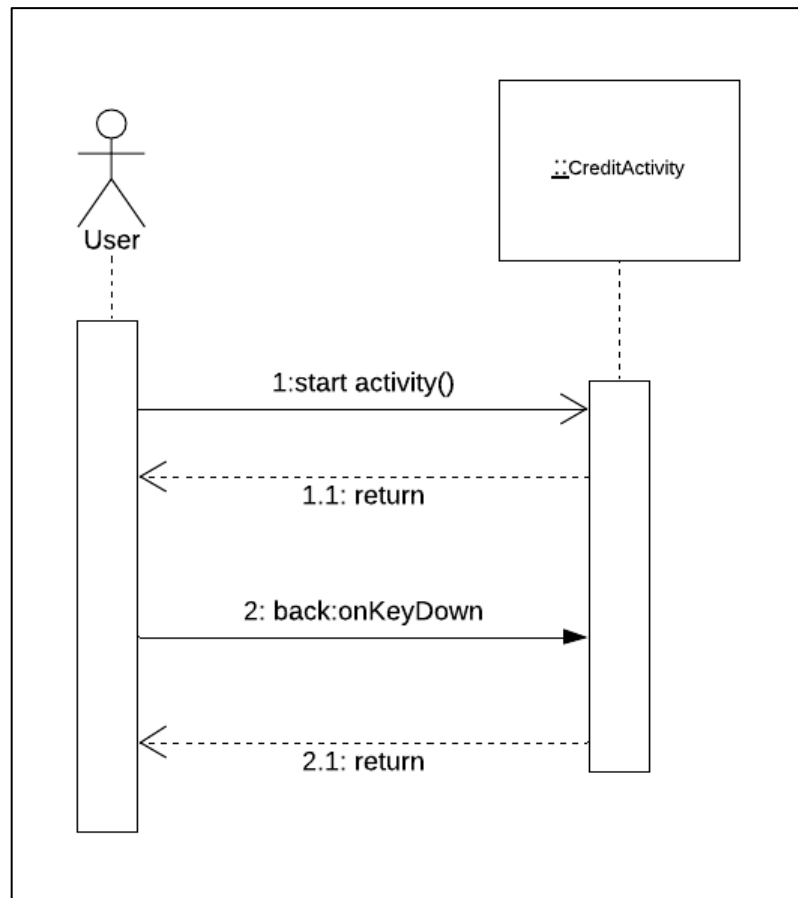 ::CreditActivity
User
1:start activity()
1.1: return
2: back:onKeyDown
2.1: return